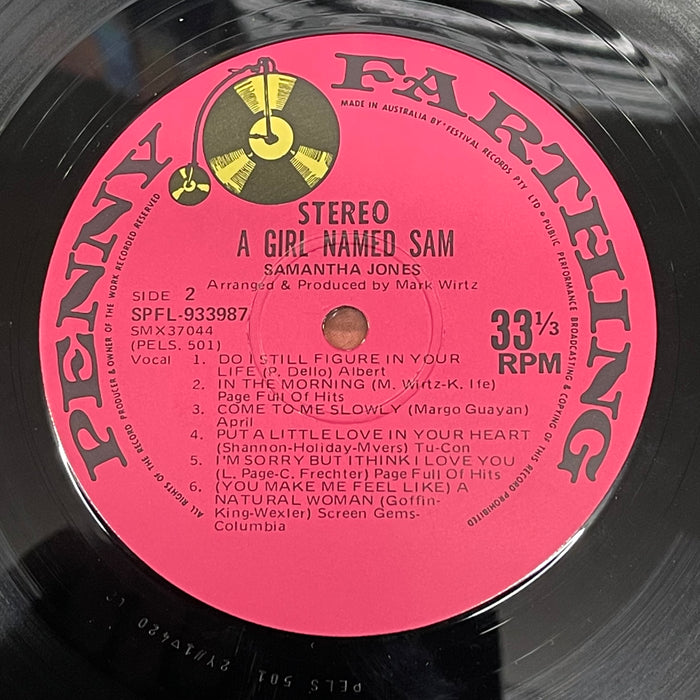 PENNY FARTHING
MADE IN AUSTRALIA BY • FESTIVAL RECORDS PTY LTD • PUBLIC PERFORMANCE BROADCASTING & COPYING OF THIS RECORD PROHIBITED
ALL RIGHTS OF THE RECORD PRODUCER & OWNER OF THE WORK RECORDED RESERVED
STEREO
A GIRL NAMED SAM
SAMANTHA JONES
Arranged & Produced by Mark Wirtz
SIDE 2
SPFL-933987
SMX37044
(PELS. 501)
33 1/3
RPM
Vocal 1. DO I STILL FIGURE IN YOUR
LIFE (P. Dello) Albert
2. IN THE MORNING (M. Wirtz-K. Ife)
Page Full Of Hits
3. COME TO ME SLOWLY (Margo Guayan)
April
4. PUT A LITTLE LOVE IN YOUR HEART
(Shannon-Holiday-Myers) Tu-Con
5. I'M SORRY BUT I THINK I LOVE YOU
(L. Page-C. Frechter) Page Full Of Hits
6. (YOU MAKE ME FEEL LIKE) A
NATURAL WOMAN (Goffin-
King-Wexler) Screen Gems-
Columbia
PELS 501